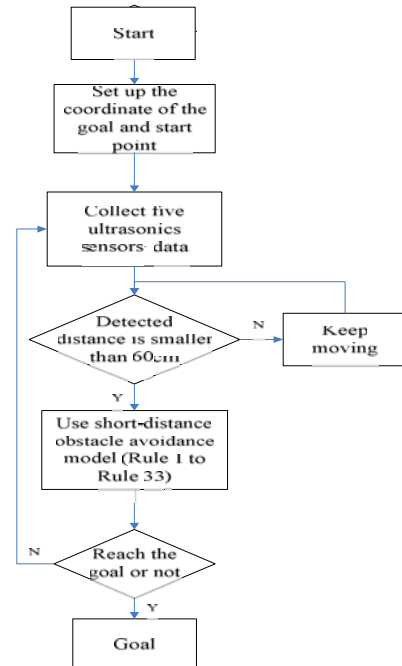 Start
Set up the
coordinate of the
goal and start
point
Collect five
ultrasonics
sensors data
Detected
distance is smaller
than 60cm
N
Keep
moving
Y
Use short-distance
obstacle avoidance
model (Rule 1 to
Rule 33)
Reach the
goal or not
N
Y
Goal